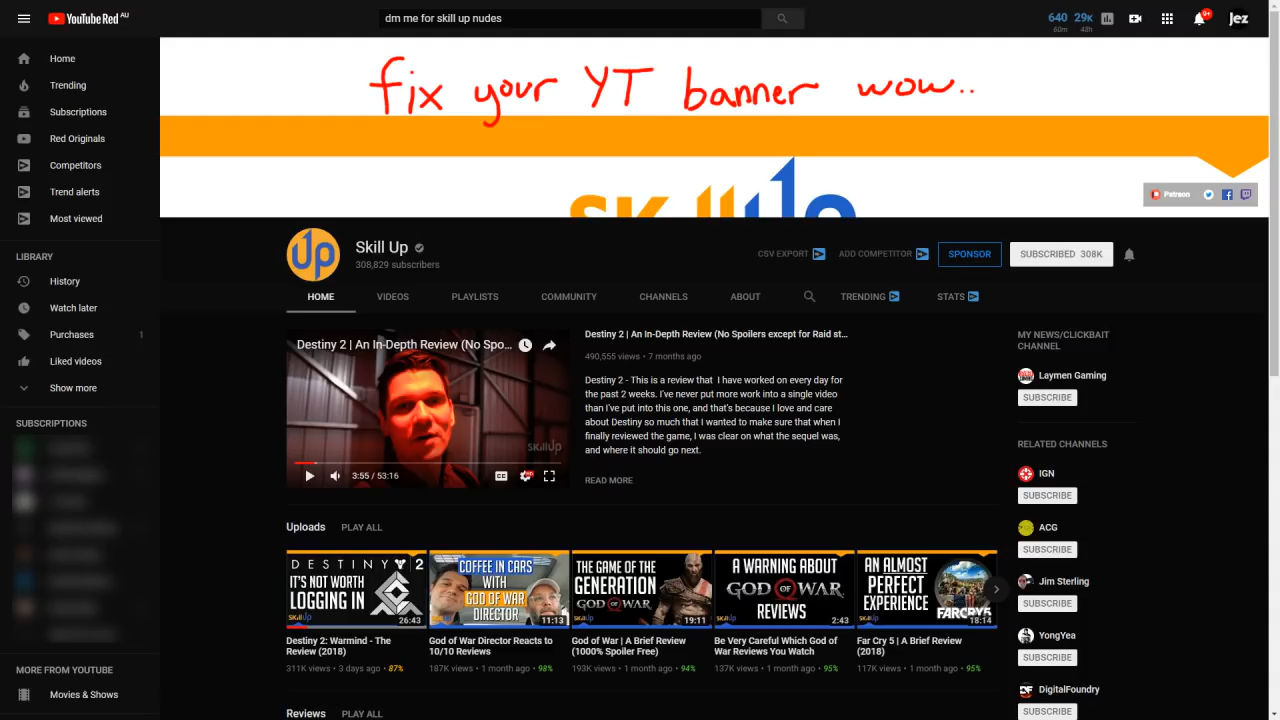 YouTube Red AU
dm me for skill up nudes
640 29K
60m 48h
9+
jez
Home
Trending
Subscriptions
Red Originals
Competitors
Trend alerts
Most viewed
LIBRARY
History
Watch later
Purchases 1
Liked videos
Show more
SUBSCRIPTIONS
MORE FROM YOUTUBE
Movies & Shows
fix your YT banner wow..
skillUp
Patreon
Up
Skill Up
308,829 subscribers
CSV EXPORT
ADD COMPETITOR
SPONSOR
SUBSCRIBED 308K
HOME VIDEOS PLAYLISTS COMMUNITY CHANNELS ABOUT TRENDING STATS
Destiny 2 | An In-Depth Review (No Spo...
skillUp
3:55 / 53:16
CC
Destiny 2 | An In-Depth Review (No Spoilers except for Raid st...
490,555 views • 7 months ago
Destiny 2 - This is a review that I have worked on every day for
the past 2 weeks. I've never put more work into a single video
than I've put into this one, and that's because I love and care
about Destiny so much that I wanted to make sure that when I
finally reviewed the game, I was clear on what the sequel was,
and where it should go next.
READ MORE
MY NEWS/CLICKBAIT
CHANNEL
Laymen Gaming
SUBSCRIBE
RELATED CHANNELS
IGN
SUBSCRIBE
ACG
SUBSCRIBE
Jim Sterling
SUBSCRIBE
YongYea
SUBSCRIBE
DigitalFoundry
SUBSCRIBE
Uploads PLAY ALL
DESTINY 2
IT'S NOT WORTH
LOGGING IN
skillUp
26:43
Destiny 2: Warmind - The
Review (2018)
311K views • 3 days ago • 87%
COFFEE IN CARS
WITH
GOD OF WAR
DIRECTOR
skillUp
11:13
God of War Director Reacts to
10/10 Reviews
187K views • 1 month ago • 98%
THE GAME OF THE
GENERATION
GOD OF WAR
skillUp
19:11
God of War | A Brief Review
(1000% Spoiler Free)
193K views • 1 month ago • 94%
A WARNING ABOUT
GOD OF WAR
REVIEWS
skillUp
2:43
Be Very Careful Which God of
War Reviews You Watch
137K views • 1 month ago • 95%
AN ALMOST
PERFECT
EXPERIENCE
FARCRY5
skillUp
18:14
Far Cry 5 | A Brief Review
(2018)
117K views • 1 month ago • 95%
Reviews PLAY ALL